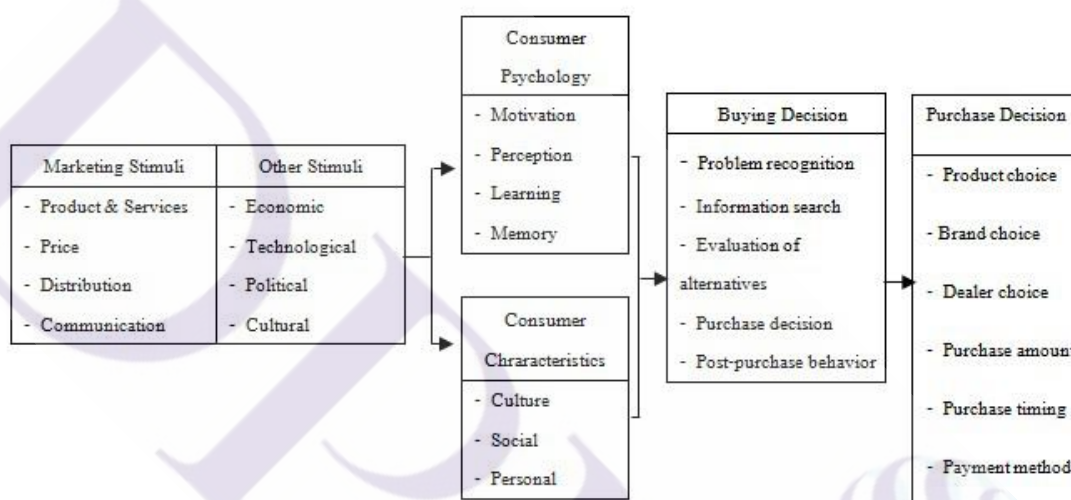 Marketing Stimuli
- Product & Services
- Price
- Distribution
- Communication
Other Stimuli
- Economic
- Technological
- Political
- Cultural
Consumer
Psychology
- Motivation
- Perception
- Learning
- Memory
Consumer
Chraracteristics
- Culture
- Social
- Personal
Buying Decision
- Problem recognition
- Information search
- Evaluation of
alternatives
- Purchase decision
- Post-purchase behavior
Purchase Decision
- Product choice
- Brand choice
- Dealer choice
- Purchase amoun
- Purchase timing
- Payment method